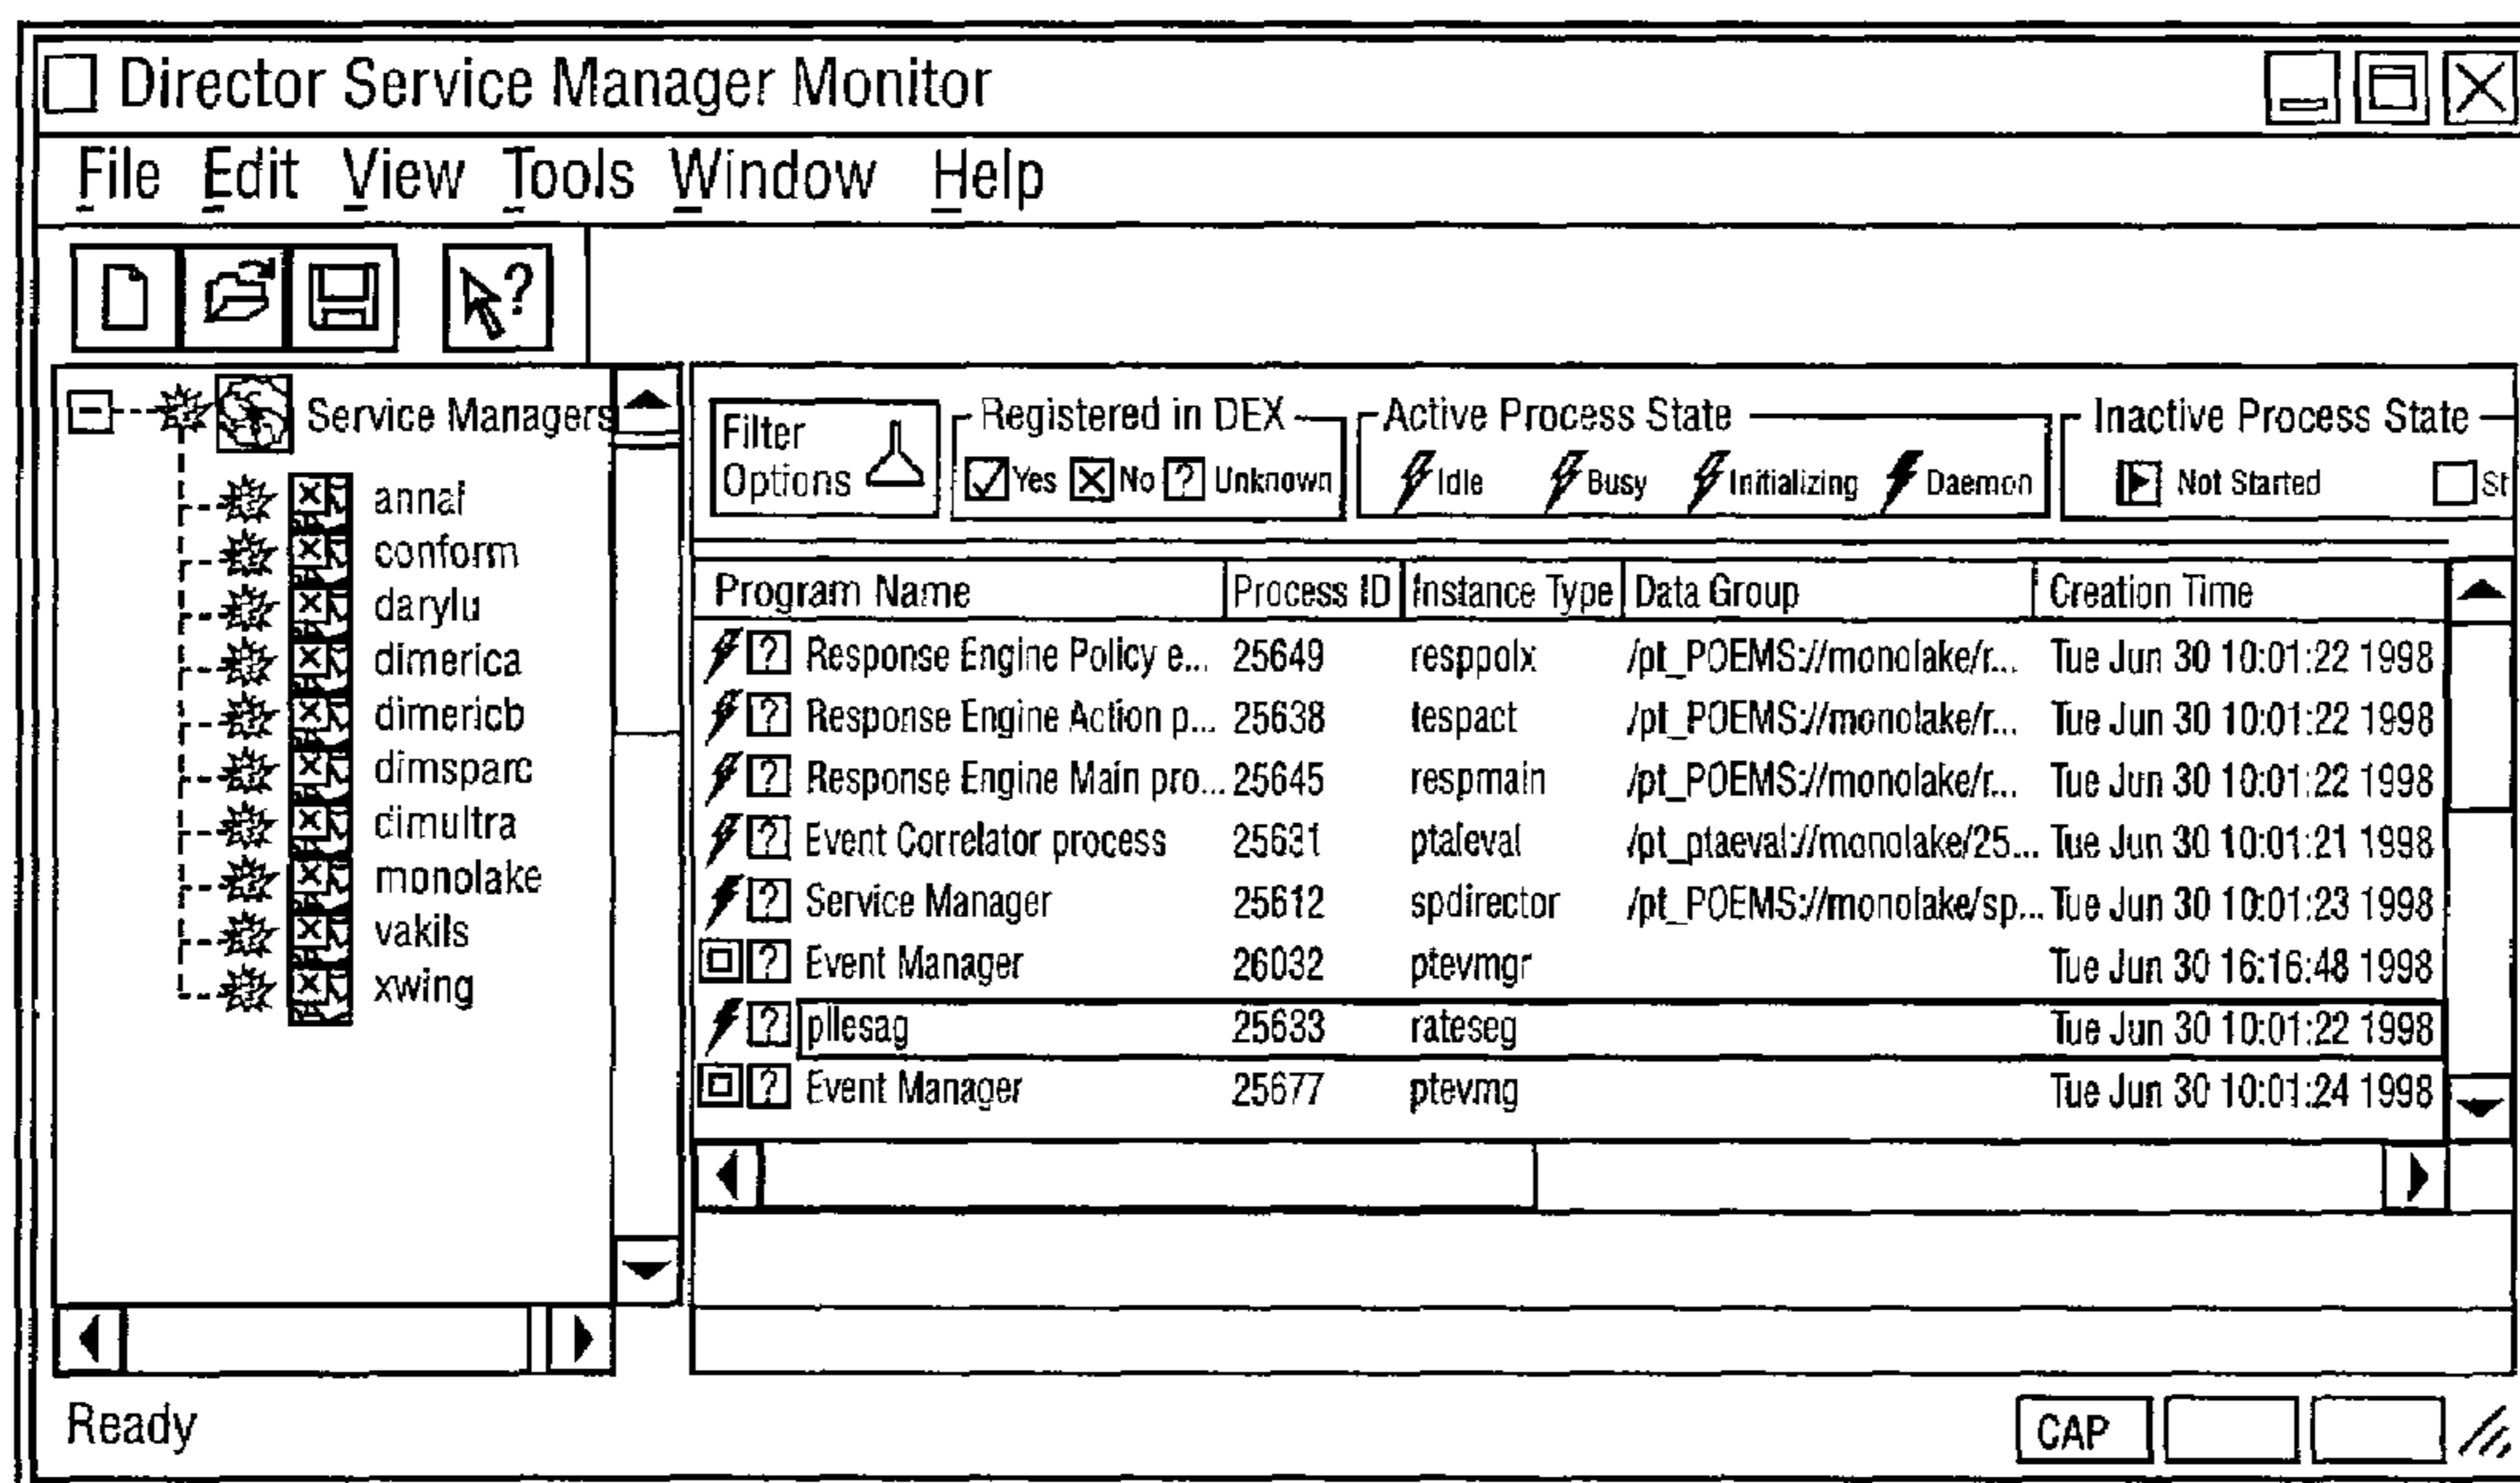 Director Service Manager Monitor
File Edit View Tools Window Help
Service Managers
annaf
conform
darylu
dimerica
dimericb
dimsparc
dimultra
monolake
vakils
xwing
Filter Options
Registered in DEX
Yes No ? Unknown
Active Process State
Idle Busy Initializing Daemon
Inactive Process State
Not Started St
Program Name Process ID Instance Type Data Group Creation Time
? Response Engine Policy e... 25649 resppolx /pt_POEMS://monolake/r... Tue Jun 30 10:01:22 1998
? Response Engine Action p... 25638 tespact /pt_POEMS://monolake/r... Tue Jun 30 10:01:22 1998
? Response Engine Main pro... 25645 respmain /pt_POEMS://monolake/r... Tue Jun 30 10:01:22 1998
? Event Correlator process 25631 ptaleval /pt_ptaeval://monolake/25... Tue Jun 30 10:01:21 1998
? Service Manager 25612 spdirector /pt_POEMS://monolake/sp... Tue Jun 30 10:01:23 1998
? Event Manager 26032 ptevmgr Tue Jun 30 16:16:48 1998
? pllesag 25633 rateseg Tue Jun 30 10:01:22 1998
? Event Manager 25677 ptevmg Tue Jun 30 10:01:24 1998
Ready
CAP